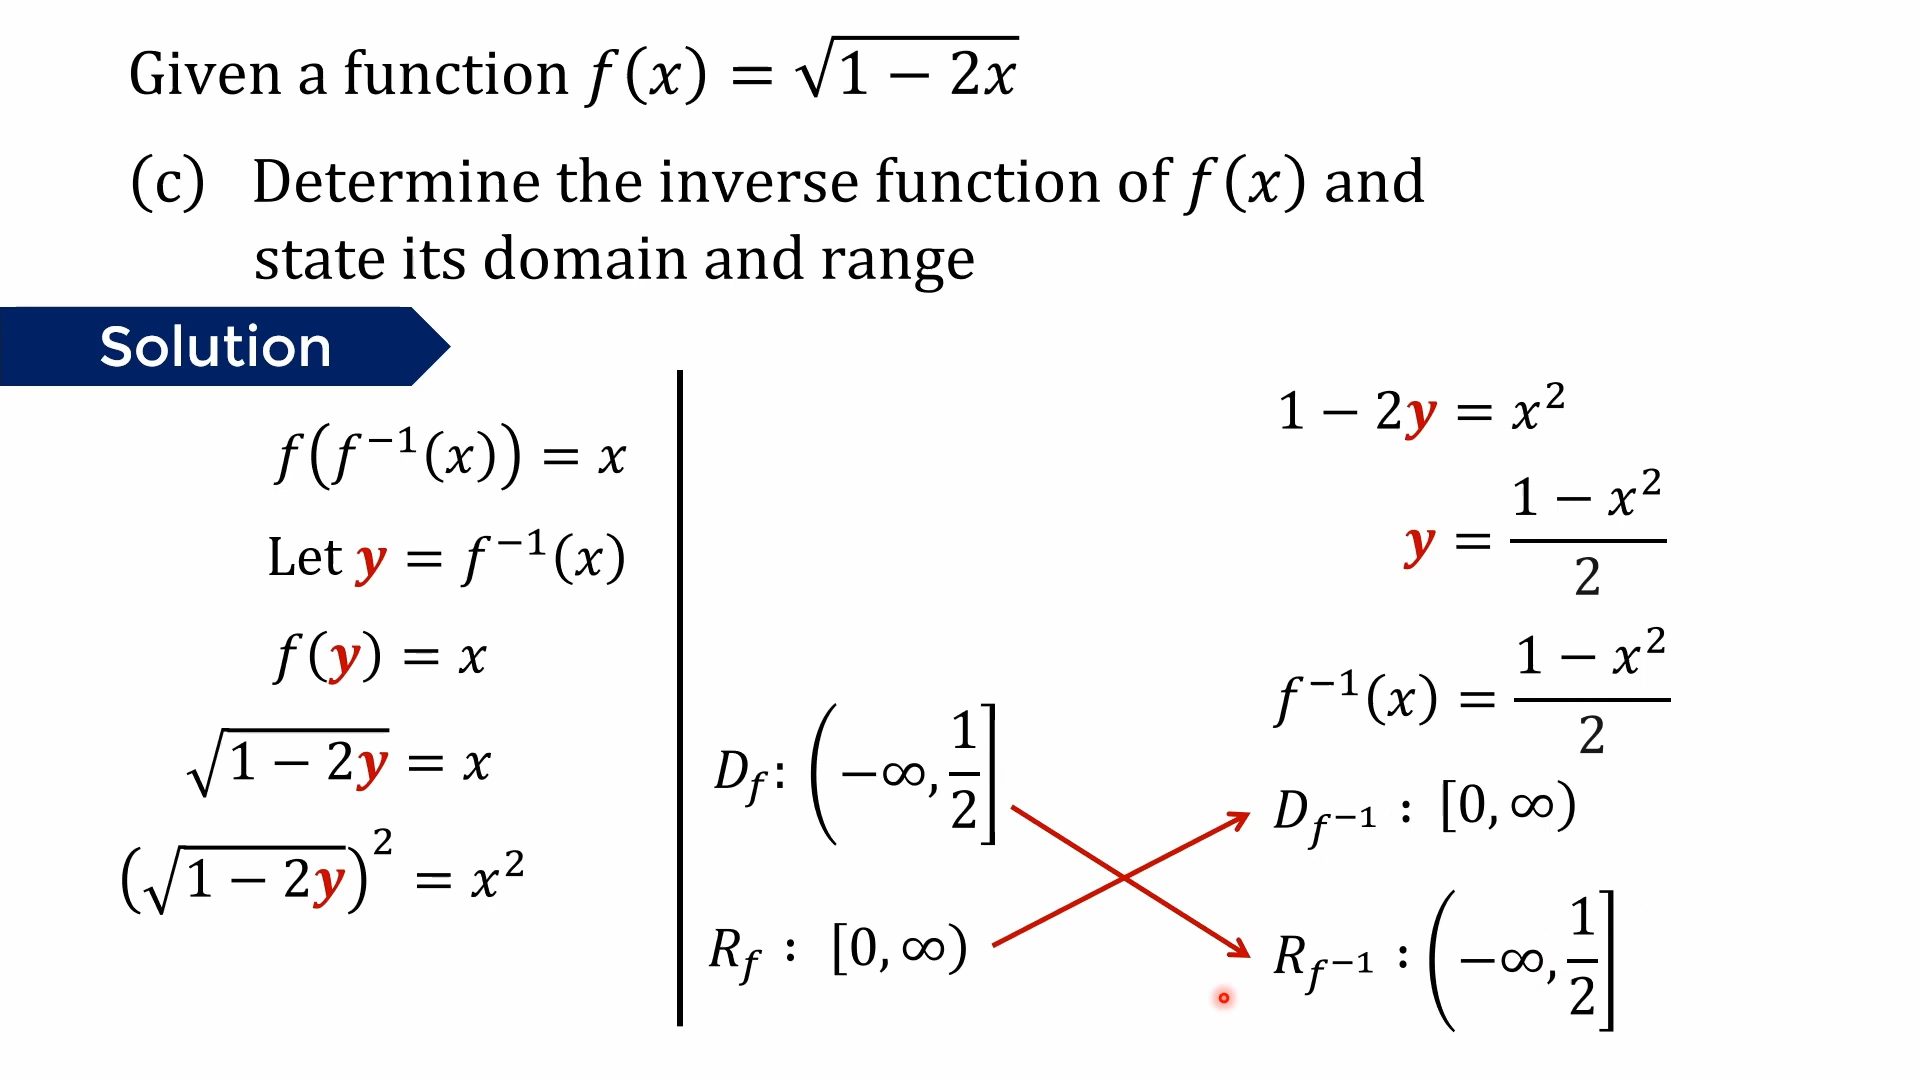 Given a function f(x) = √(1 − 2x)
(c) Determine the inverse function of f(x) and
state its domain and range
Solution
f(f⁻¹(x)) = x
Let y = f⁻¹(x)
f(y) = x
√(1 − 2y) = x
(√(1 − 2y))² = x²
1 − 2y = x²
y = (1 − x²)/2
f⁻¹(x) = (1 − x²)/2
D_f : (−∞, 1/2]
R_f : [0, ∞)
D_f⁻¹ : [0, ∞)
R_f⁻¹ : (−∞, 1/2]